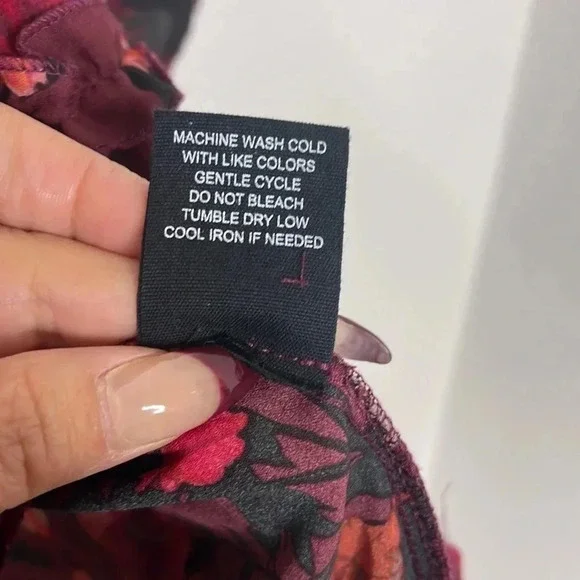 MACHINE WASH COLD
WITH LIKE COLORS
GENTLE CYCLE
DO NOT BLEACH
TUMBLE DRY LOW
COOL IRON IF NEEDED